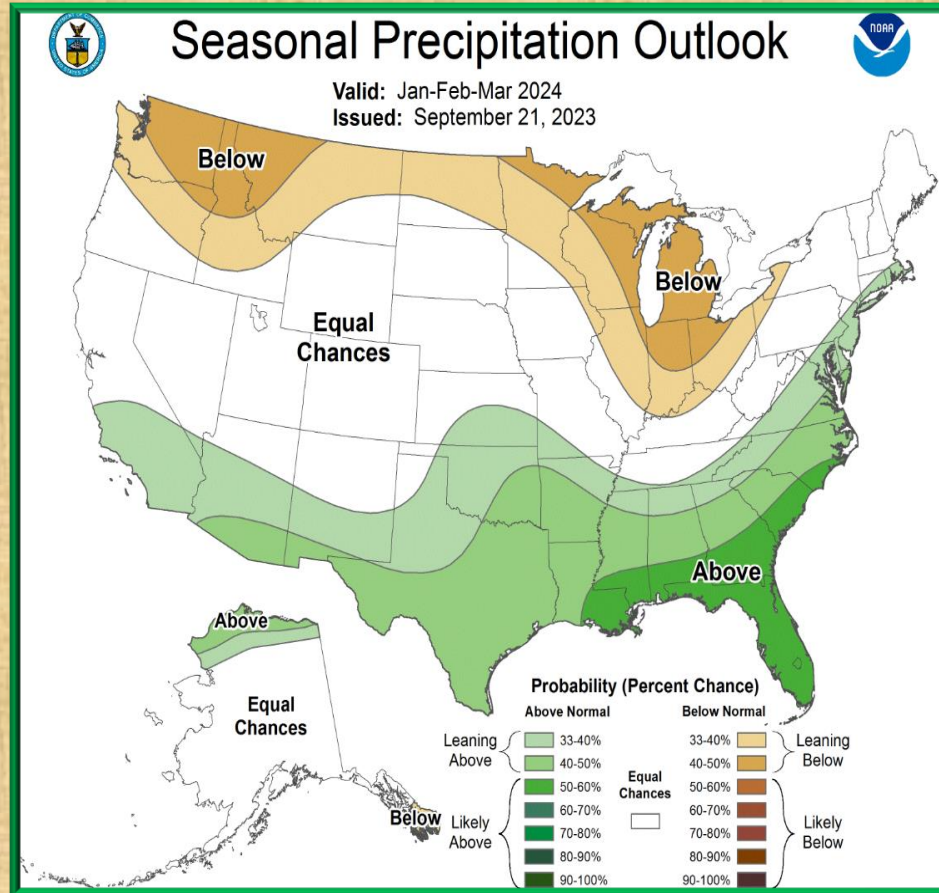 Seasonal Precipitation Outlook
NOAA
Valid: Jan-Feb-Mar 2024
Issued: September 21, 2023
Below
Below
Equal
Chances
Above
Above
Equal
Chances
Below
Probability (Percent Chance)
Above Normal Below Normal
Leaning
Above
33-40%
40-50%
Likely
Above
50-60%
60-70%
70-80%
80-90%
90-100%
Equal
Chances
33-40%
40-50%
Leaning
Below
50-60%
60-70%
70-80%
80-90%
90-100%
Likely
Below